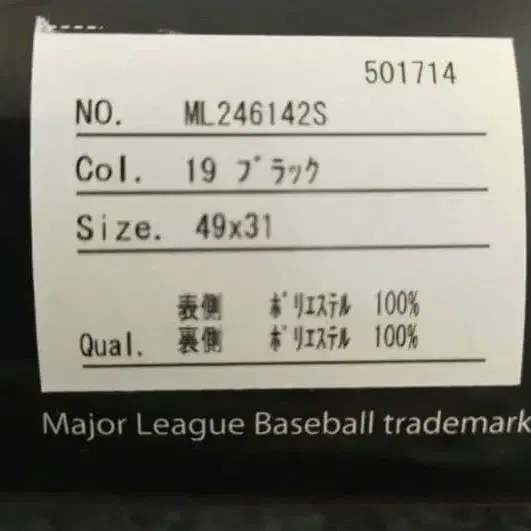 501714
NO. ML246142S
Col. 19 ブラック
Size. 49x31
表側 ポリエステル 100%
Qual. 裏側 ポリエステル 100%
Major League Baseball trademark